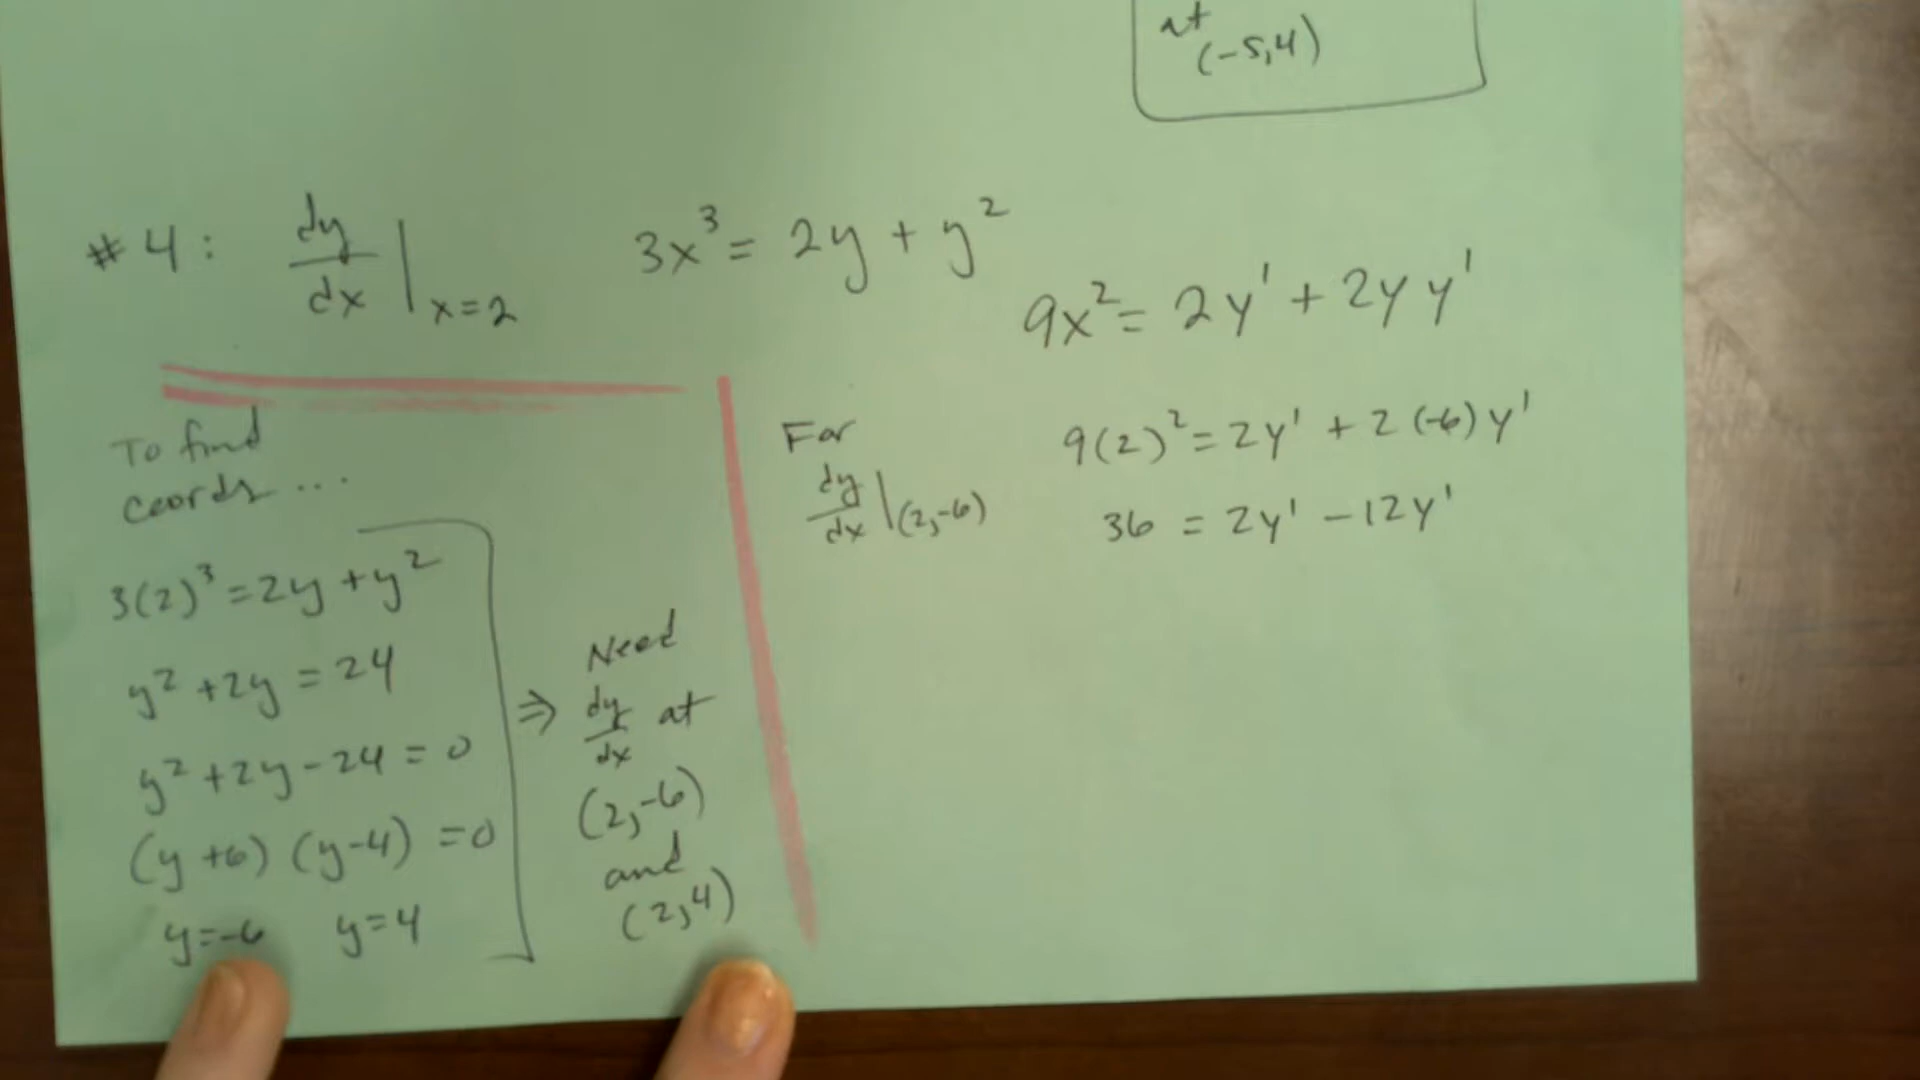 at
(-5,4)
#4: dy/dx |x=2 3x³ = 2y + y²
9x² = 2y' + 2yy'
To find
coords ...
3(2)³ = 2y + y²
y² + 2y = 24
y² + 2y - 24 = 0
(y+6) (y-4) = 0
y=-6 y=4
⇒ Need
dy/dx at
(2,-6)
and
(2,4)
For
dy/dx |(2,-6)
9(2)² = 2y' + 2(-6)y'
36 = 2y' - 12y'